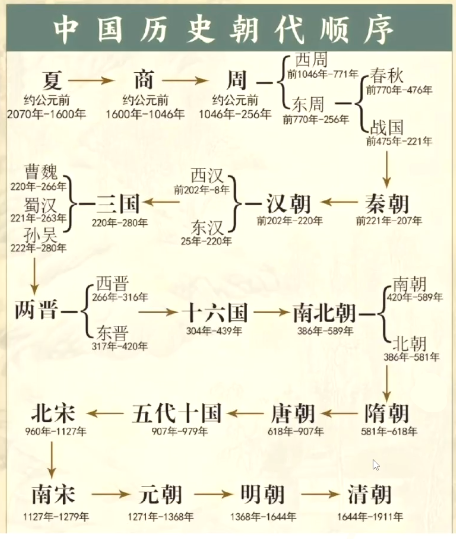 中国历史朝代顺序
夏
约公元前
2070年-1600年
商
约公元前
1600年-1046年
周
约公元前
1046年-256年
西周
前1046年-771年
东周
前770年-256年
春秋
前770年-476年
战国
前475年-221年
秦朝
前221年-207年
汉朝
前202年-220年
西汉
前202年-8年
东汉
25年-220年
三国
220年-280年
曹魏
220年-266年
蜀汉
221年-263年
孙吴
222年-280年
两晋
西晋
266年-316年
东晋
317年-420年
十六国
304年-439年
南北朝
386年-589年
南朝
420年-589年
北朝
386年-581年
隋朝
581年-618年
唐朝
618年-907年
五代十国
907年-979年
北宋
960年-1127年
南宋
1127年-1279年
元朝
1271年-1368年
明朝
1368年-1644年
清朝
1644年-1911年